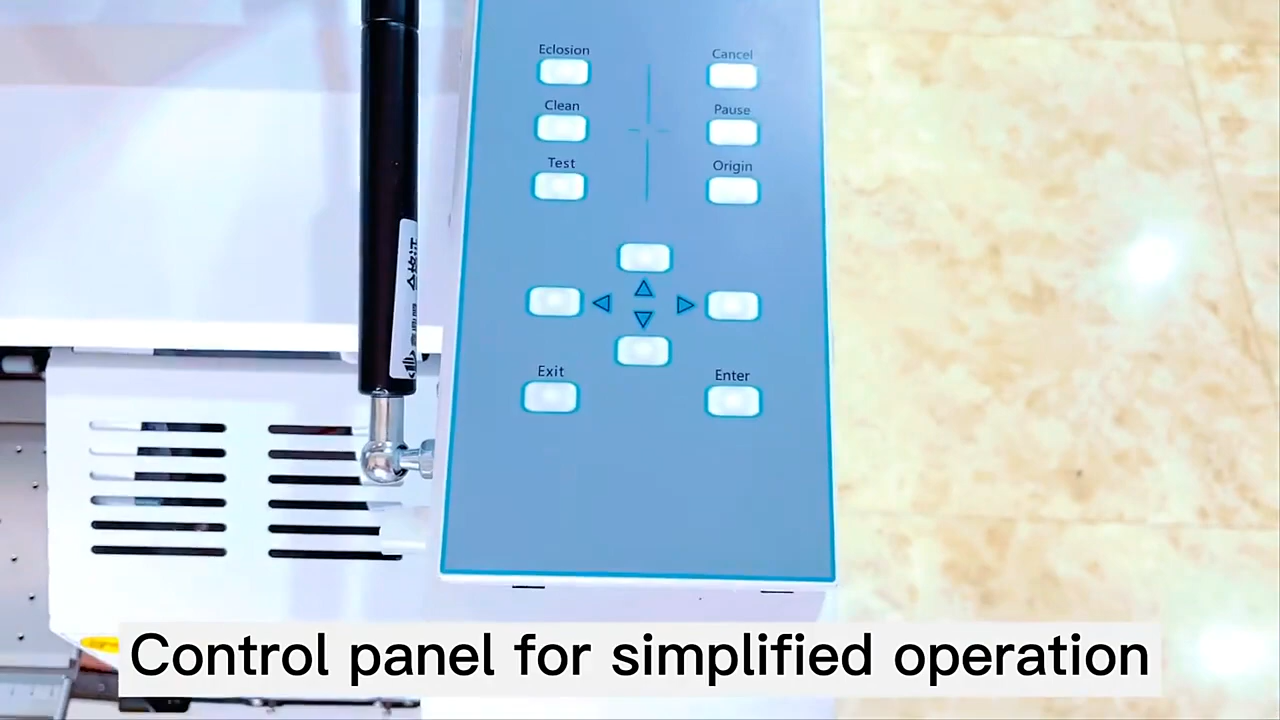 Eclosion
Cancel
Clean
Pause
Test
Origin
Exit
Enter
Control panel for simplified operation